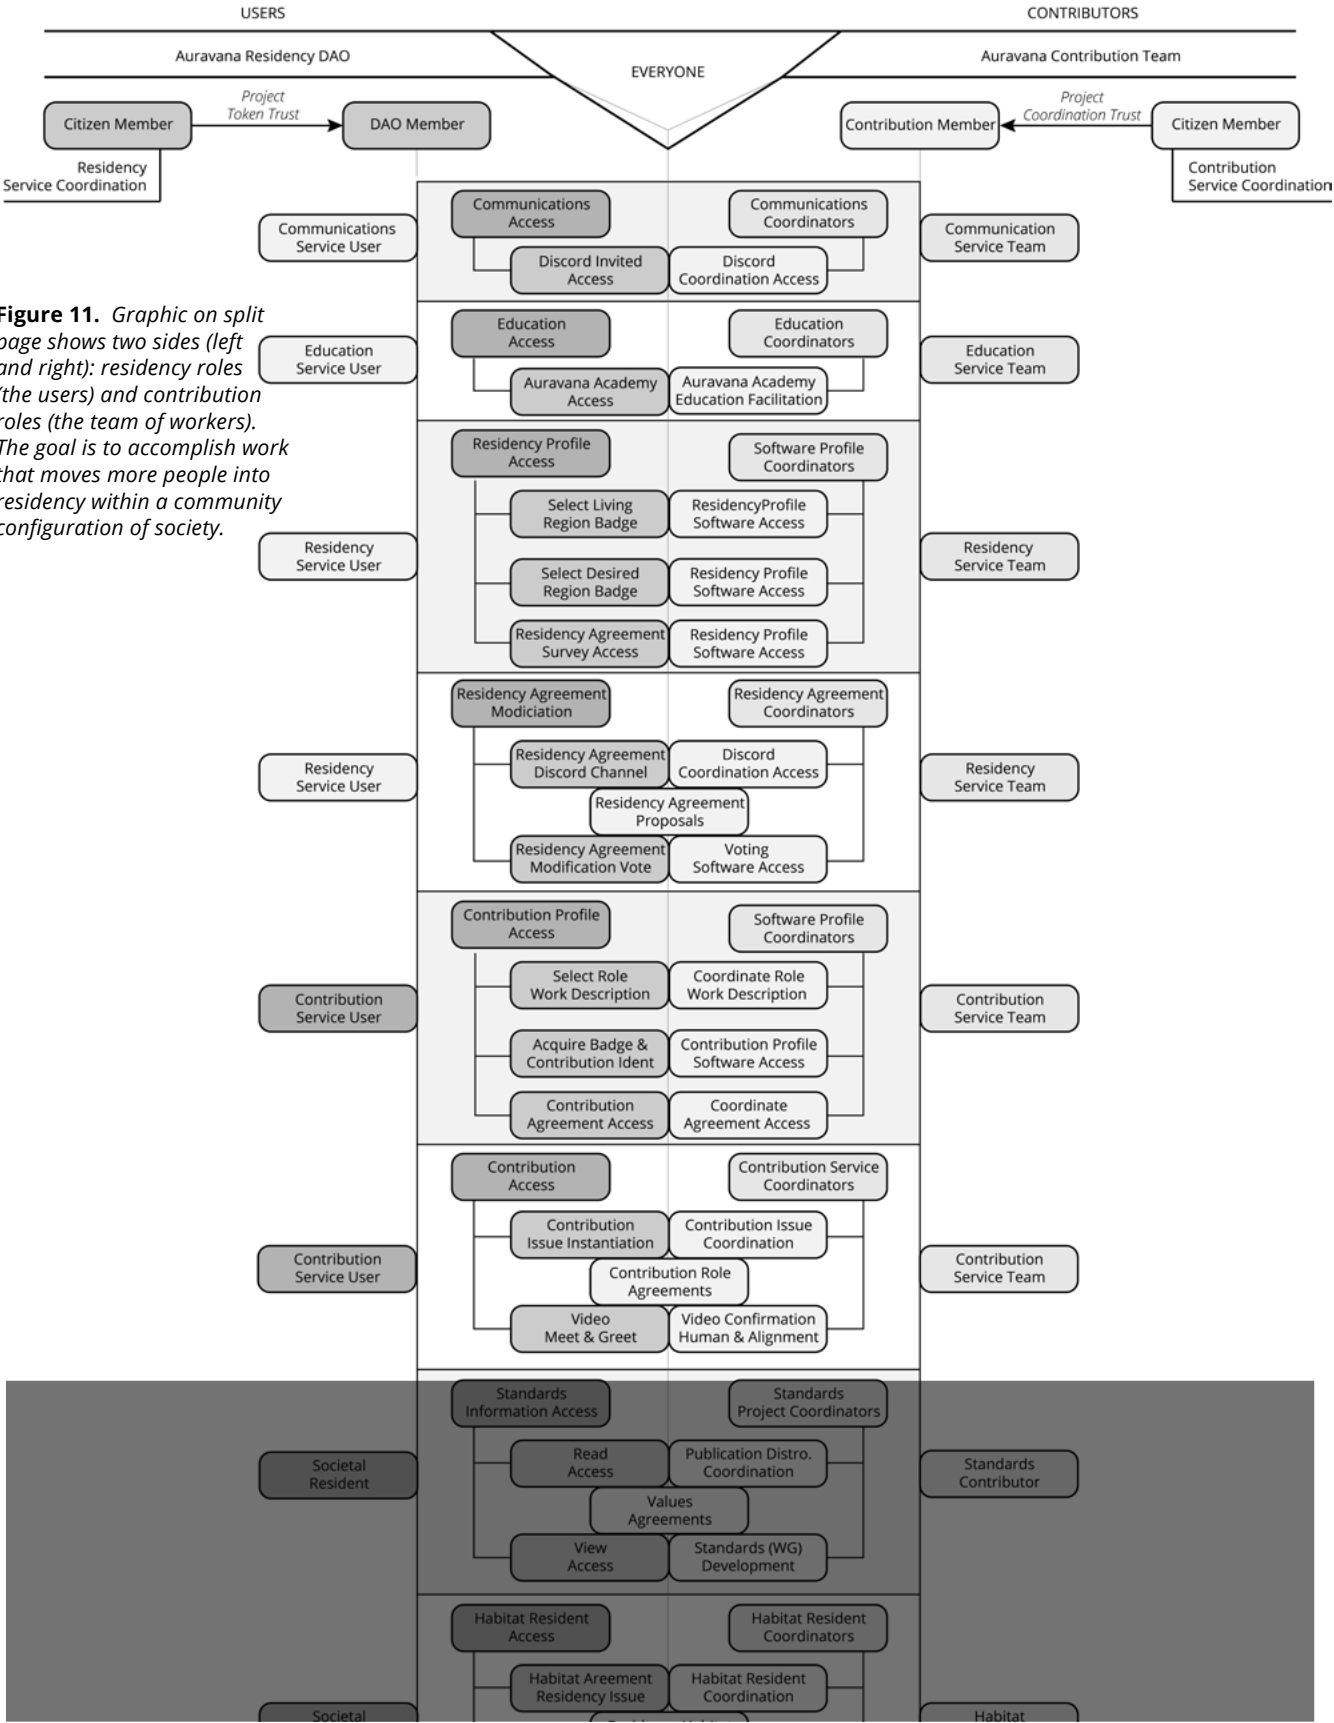 USERS
CONTRIBUTORS
Auravana Residency DAO
EVERYONE
Auravana Contribution Team
Citizen Member
Project
Token Trust
DAO Member
Contribution Member
Project
Coordination Trust
Citizen Member
Residency
Service Coordination
Contribution
Service Coordination
Communications
Service User
Communications
Access
Communications
Coordinators
Discord Invited
Access
Discord
Coordination Access
Communication
Service Team
Figure 11. Graphic on split
page shows two sides (left
and right): residency roles
(the users) and contribution
roles (the team of workers).
The goal is to accomplish work
that moves more people into
residency within a community
configuration of society.
Education
Service User
Education
Access
Education
Coordinators
Auravana Academy
Access
Auravana Academy
Education Facilitation
Education
Service Team
Residency
Service User
Residency Profile
Access
Software Profile
Coordinators
Select Living
Region Badge
ResidencyProfile
Software Access
Select Desired
Region Badge
Residency Profile
Software Access
Residency Agreement
Survey Access
Residency Profile
Software Access
Residency
Service Team
Residency
Service User
Residency Agreement
Modiciation
Residency Agreement
Coordinators
Residency Agreement
Discord Channel
Discord
Coordination Access
Residency Agreement
Proposals
Residency Agreement
Modification Vote
Voting
Software Access
Residency
Service Team
Contribution
Service User
Contribution Profile
Access
Software Profile
Coordinators
Select Role
Work Description
Coordinate Role
Work Description
Acquire Badge &
Contribution Ident
Contribution Profile
Software Access
Contribution
Agreement Access
Coordinate
Agreement Access
Contribution
Service Team
Contribution
Service User
Contribution
Access
Contribution Service
Coordinators
Contribution
Issue Instantiation
Contribution Issue
Coordination
Contribution Role
Agreements
Video
Meet & Greet
Video Confirmation
Human & Alignment
Contribution
Service Team
Societal
Resident
Standards
Information Access
Standards
Project Coordinators
Read
Access
Publication Distro.
Coordination
Values
Agreements
View
Access
Standards (WG)
Development
Standards
Contributor
Habitat Resident
Access
Habitat Resident
Coordinators
Habitat Areement
Residency Issue
Habitat Resident
Coordination
Societal
Habitat